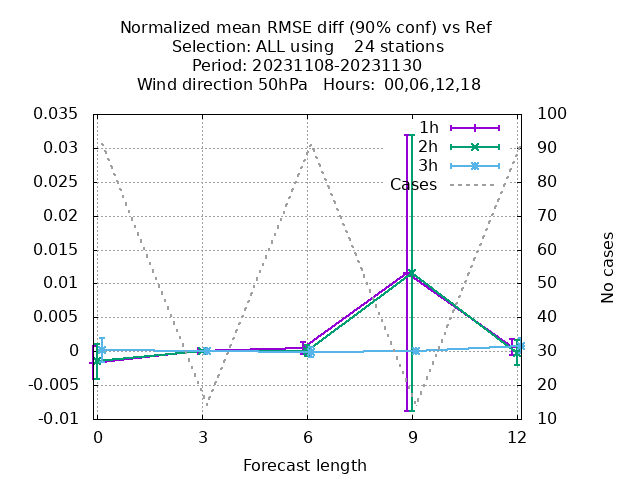 Normalized mean RMSE diff (90% conf) vs Ref
Selection: ALL using    24 stations
Period: 20231108-20231130
Wind direction 50hPa   Hours:  00,06,12,18
0.035
0.03
0.025
0.02
0.015
0.01
0.005
0
-0.005
-0.01
100
90
80
70
60
50
40
30
20
10
1h
2h
3h
Cases
No cases
0 3 6 9 12
Forecast length